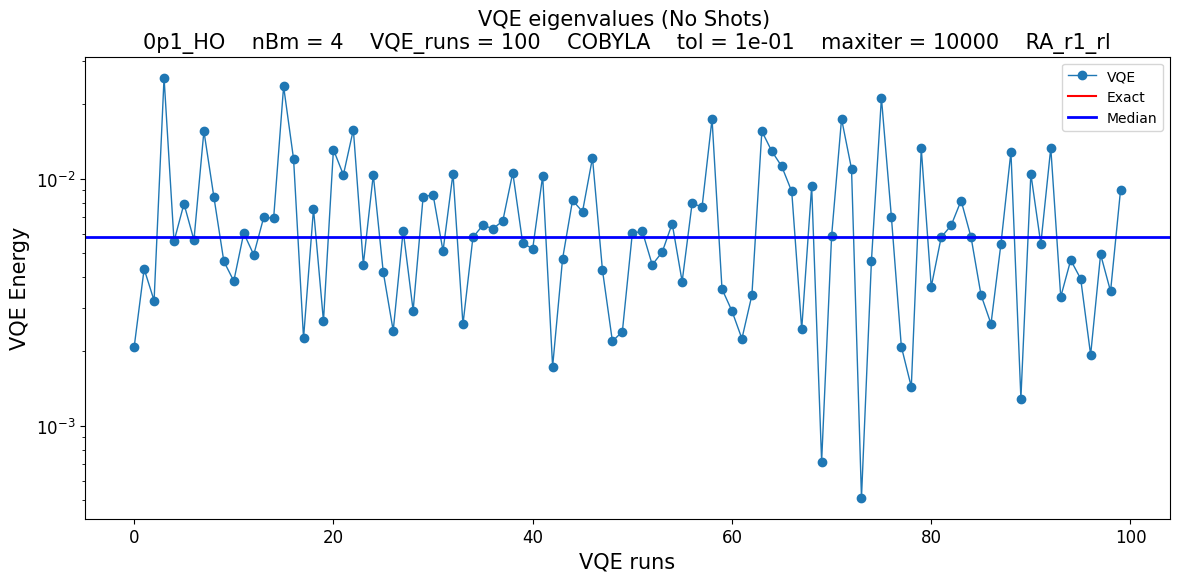 VQE eigenvalues (No Shots)
0p1_HO nBm = 4 VQE_runs = 100 COBYLA tol = 1e-01 maxiter = 10000 RA_r1_rl
VQE
Exact
Median
VQE Energy
10⁻²
10⁻³
0 20 40 60 80 100
VQE runs